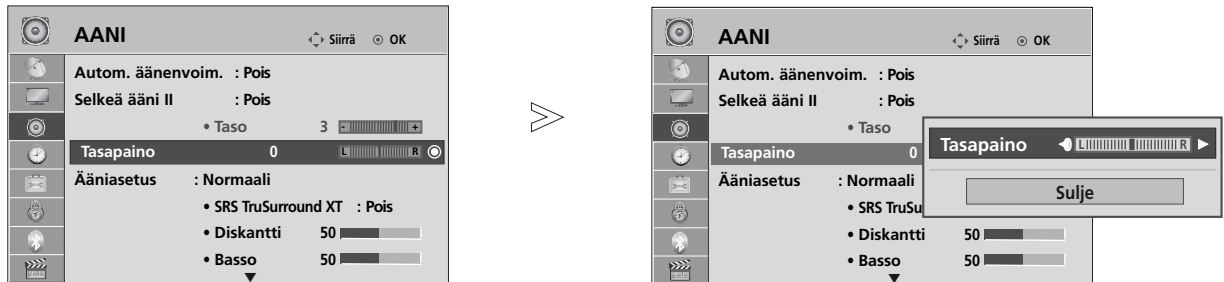 AANI Siirrä OK
Autom. äänenvoim. : Pois
Selkeä ääni II : Pois
• Taso 3 - +
Tasapaino 0 L R
Ääniasetus : Normaali
• SRS TruSurround XT : Pois
• Diskantti 50
• Basso 50
>
AANI Siirrä OK
Autom. äänenvoim. : Pois
Selkeä ääni II : Pois
• Taso
Tasapaino 0
Ääniasetus : Normaali
• SRS TruSu
• Diskantti 50
• Basso 50
Tasapaino L R
Sulje